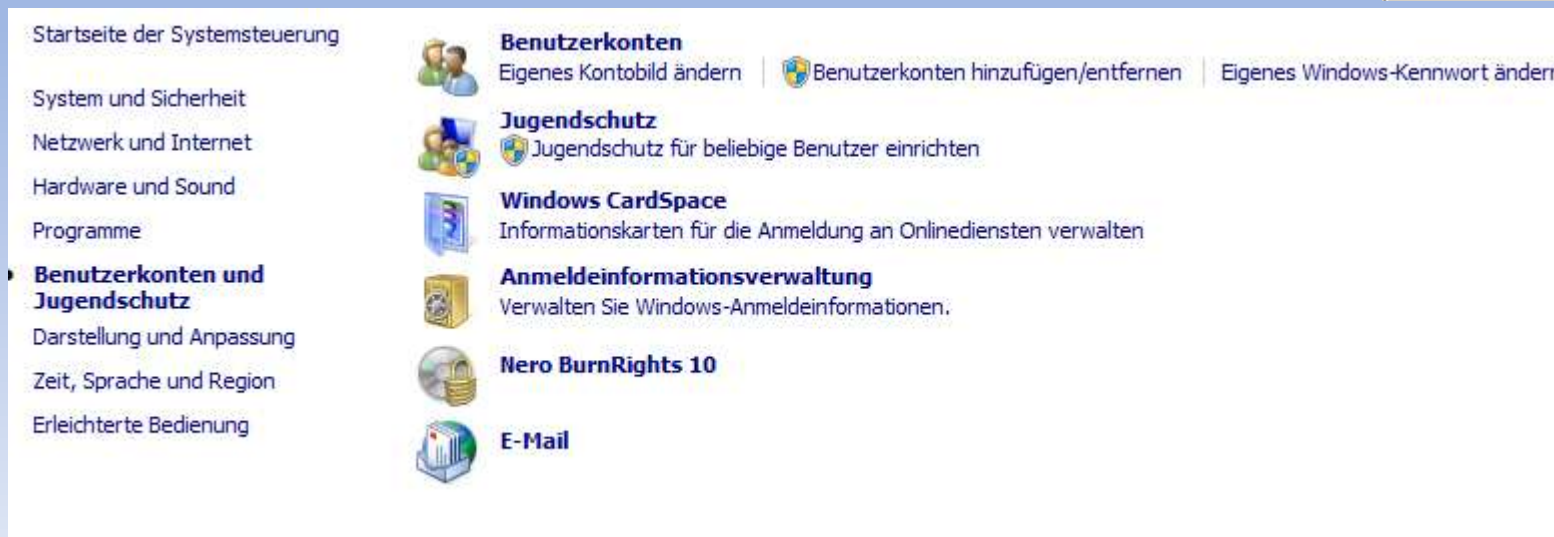 Startseite der Systemsteuerung
System und Sicherheit
Netzwerk und Internet
Hardware und Sound
Programme
Benutzerkonten und
Jugendschutz
Darstellung und Anpassung
Zeit, Sprache und Region
Erleichterte Bedienung
Benutzerkonten
Eigenes Kontobild ändern Benutzerkonten hinzufügen/entfernen Eigenes Windows-Kennwort ändern
Jugendschutz
Jugendschutz für beliebige Benutzer einrichten
Windows CardSpace
Informationskarten für die Anmeldung an Onlinediensten verwalten
Anmeldeinformationsverwaltung
Verwalten Sie Windows-Anmeldeinformationen.
Nero BurnRights 10
E-Mail